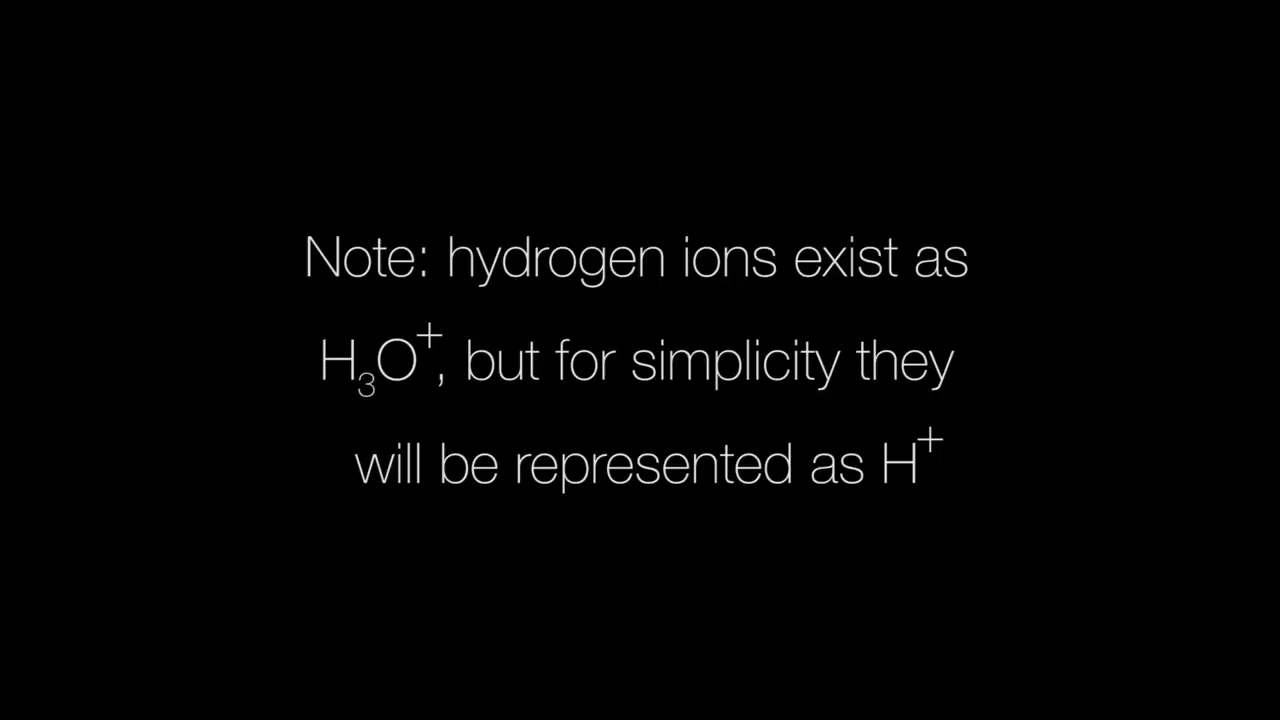 Note: hydrogen ions exist as
H₃O⁺, but for simplicity they
will be represented as H⁺